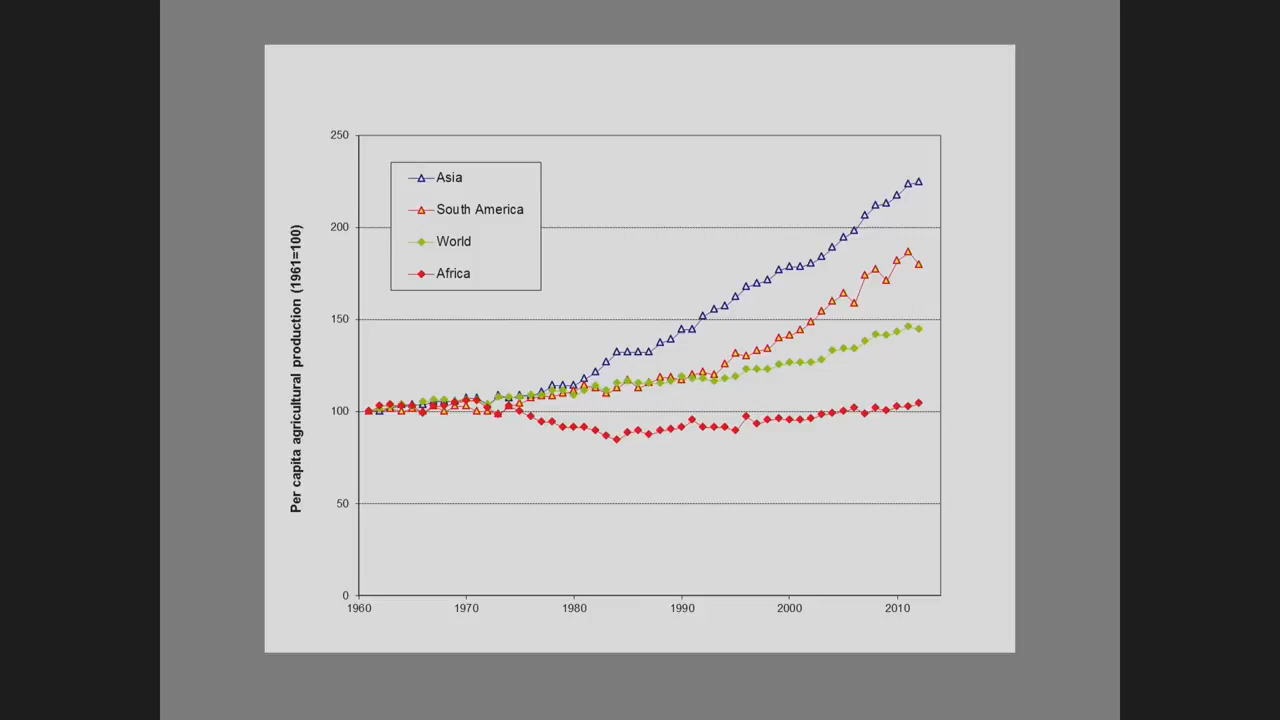 250
200
150
100
50
0
1960 1970 1980 1990 2000 2010
Per capita agricultural production (1961=100)
Asia
South America
World
Africa